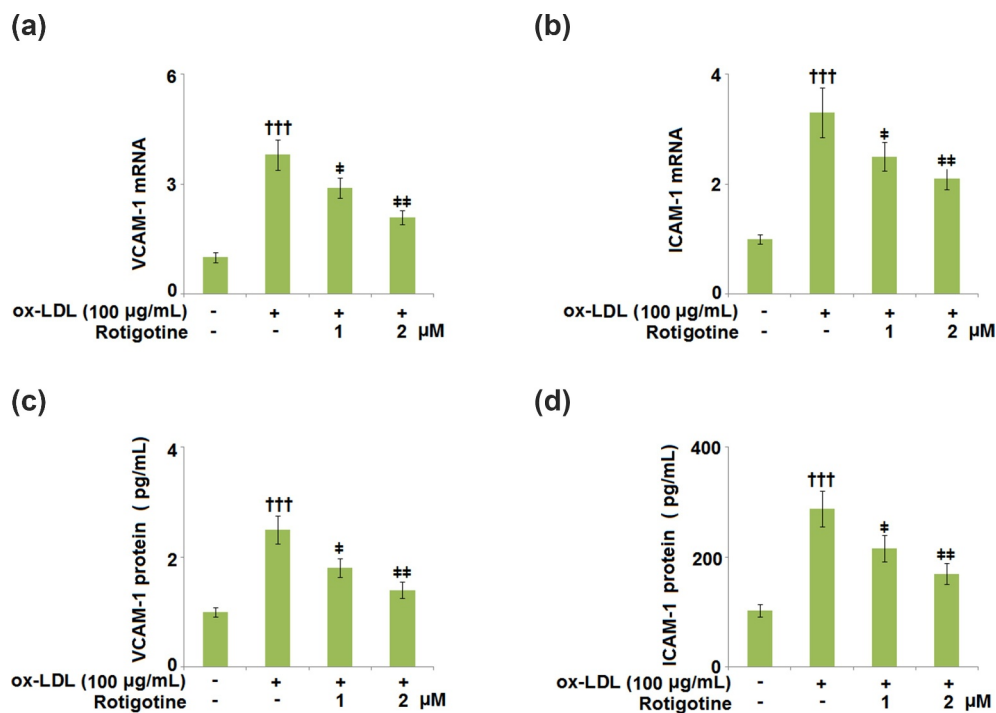 (a)
VCAM-1 mRNA
6
3
0
†††
‡
‡‡
ox-LDL (100 µg/mL) - + + +
Rotigotine - - 1 2 µM
(b)
ICAM-1 mRNA
4
2
0
†††
‡
‡‡
ox-LDL (100 µg/mL) - + + +
Rotigotine - - 1 2 µM
(c)
VCAM-1 protein ( pg/mL)
4
2
0
†††
‡
‡‡
ox-LDL (100 µg/mL) - + + +
Rotigotine - - 1 2 µM
(d)
ICAM-1 protein ( pg/mL)
400
200
0
†††
‡
‡‡
ox-LDL (100 µg/mL) - + + +
Rotigotine - - 1 2 µM